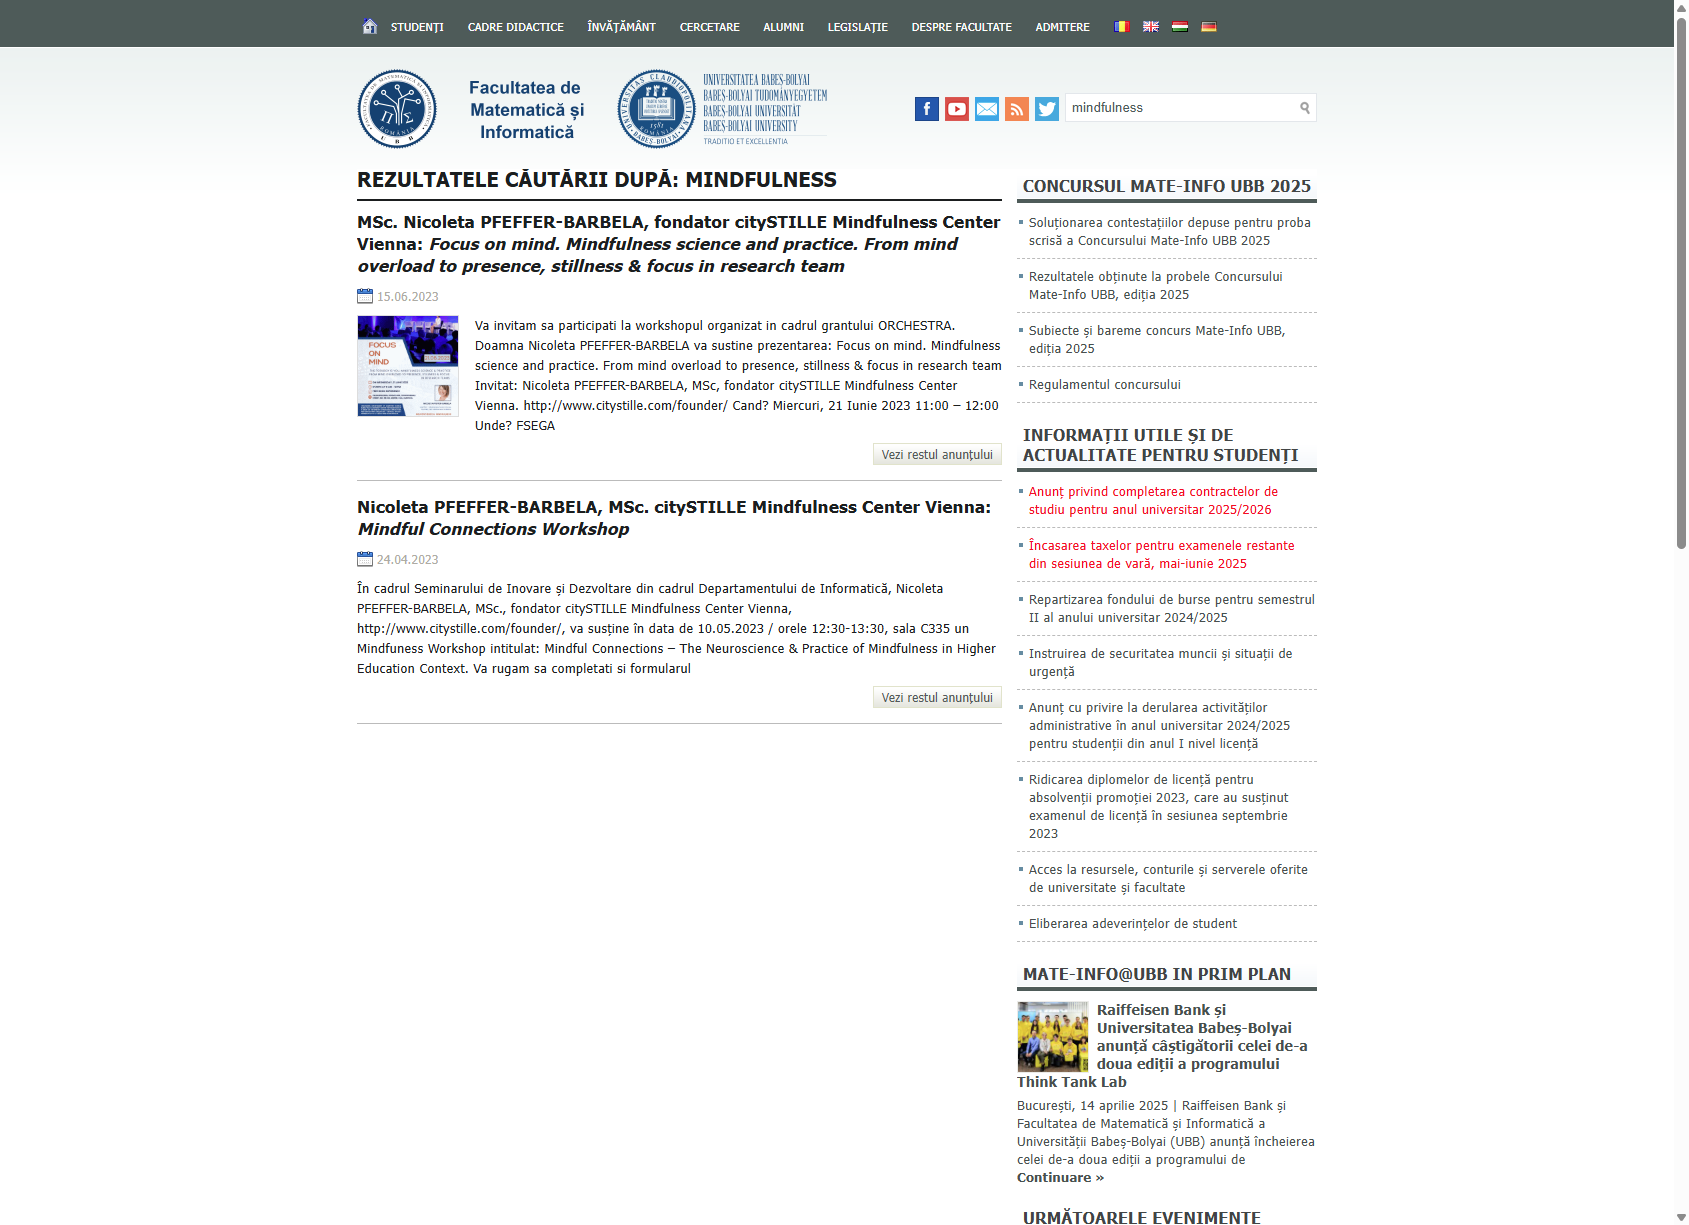 STUDENȚI CADRE DIDACTICE ÎNVĂȚĂMÂNT CERCETARE ALUMNI LEGISLAȚIE DESPRE FACULTATE ADMITERE
Facultatea de
Matematică și
Informatică
UNIVERSITATEA BABEȘ-BOLYAI
BABEȘ-BOLYAI TUDOMÁNYEGYETEM
BABEȘ-BOLYAI UNIVERSITÄT
BABEȘ-BOLYAI UNIVERSITY
TRADITIO ET EXCELLENTIA
mindfulness
REZULTATELE CĂUTĂRII DUPĂ: MINDFULNESS
MSc. Nicoleta PFEFFER-BARBELA, fondator citySTILLE Mindfulness Center
Vienna: Focus on mind. Mindfulness science and practice. From mind
overload to presence, stillness & focus in research team
15.06.2023
FOCUS
ON
MIND
Va invitam sa participati la workshopul organizat in cadrul grantului ORCHESTRA.
Doamna Nicoleta PFEFFER-BARBELA va sustine prezentarea: Focus on mind. Mindfulness
science and practice. From mind overload to presence, stillness & focus in research team
Invitat: Nicoleta PFEFFER-BARBELA, MSc, fondator citySTILLE Mindfulness Center
Vienna. http://www.citystille.com/founder/ Cand? Miercuri, 21 Iunie 2023 11:00 – 12:00
Unde? FSEGA
Vezi restul anunțului
Nicoleta PFEFFER-BARBELA, MSc. citySTILLE Mindfulness Center Vienna:
Mindful Connections Workshop
24.04.2023
În cadrul Seminarului de Inovare și Dezvoltare din cadrul Departamentului de Informatică, Nicoleta
PFEFFER-BARBELA, MSc., fondator citySTILLE Mindfulness Center Vienna,
http://www.citystille.com/founder/, va susține în data de 10.05.2023 / orele 12:30-13:30, sala C335 un
Mindfuness Workshop intitulat: Mindful Connections – The Neuroscience & Practice of Mindfulness in Higher
Education Context. Va rugam sa completati si formularul
Vezi restul anunțului
CONCURSUL MATE-INFO UBB 2025
Soluționarea contestațiilor depuse pentru proba
scrisă a Concursului Mate-Info UBB 2025
Rezultatele obținute la probele Concursului
Mate-Info UBB, ediția 2025
Subiecte și bareme concurs Mate-Info UBB,
ediția 2025
Regulamentul concursului
INFORMAȚII UTILE ȘI DE
ACTUALITATE PENTRU STUDENȚI
Anunț privind completarea contractelor de
studiu pentru anul universitar 2025/2026
Încasarea taxelor pentru examenele restante
din sesiunea de vară, mai-iunie 2025
Repartizarea fondului de burse pentru semestrul
II al anului universitar 2024/2025
Instruirea de securitatea muncii și situații de
urgență
Anunț cu privire la derularea activităților
administrative în anul universitar 2024/2025
pentru studenții din anul I nivel licență
Ridicarea diplomelor de licență pentru
absolvenții promoției 2023, care au susținut
examenul de licență în sesiunea septembrie
2023
Acces la resursele, conturile și serverele oferite
de universitate și facultate
Eliberarea adeverințelor de student
MATE-INFO@UBB IN PRIM PLAN
Raiffeisen Bank și
Universitatea Babeș-Bolyai
anunță câștigătorii celei de-a
doua ediții a programului
Think Tank Lab
București, 14 aprilie 2025 | Raiffeisen Bank și
Facultatea de Matematică și Informatică a
Universității Babeș-Bolyai (UBB) anunță încheierea
celei de-a doua ediții a programului de
Continuare »
URMĂTOARELE EVENIMENTE